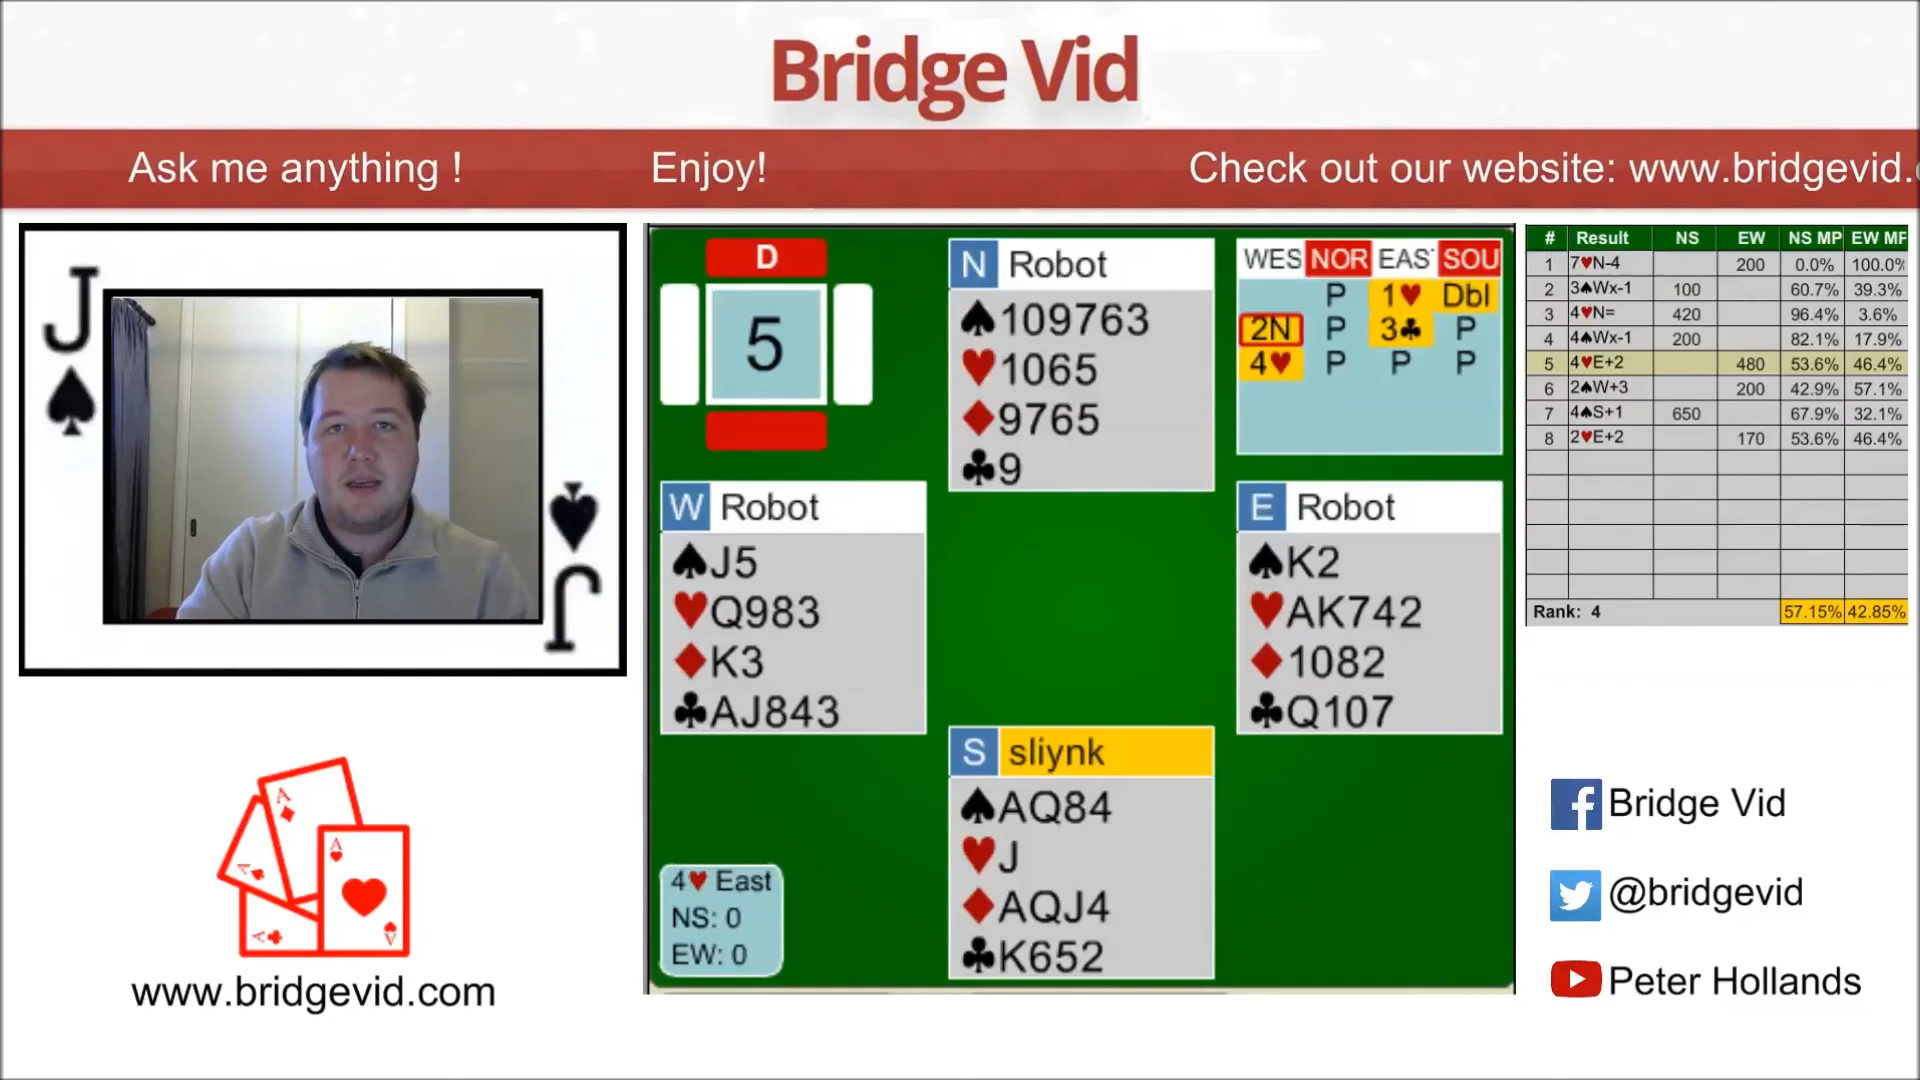 Bridge Vid
Ask me anything !
Enjoy!
Check out our website: www.bridgevid.
J
J
D
5
N Robot
♠109763
♥1065
♦9765
♣9
WES NOR EAS SOU
P 1♥ Dbl
2N P 3♣ P
4♥ P P P
W Robot
♠J5
♥Q983
♦K3
♣AJ843
E Robot
♠K2
♥AK742
♦1082
♣Q107
S sliynk
♠AQ84
♥J
♦AQJ4
♣K652
4♥ East
NS: 0
EW: 0
# Result NS EW NS MP EW MP
1 7♥N-4 200 0.0% 100.0%
2 3♠Wx-1 100 60.7% 39.3%
3 4♥N= 420 96.4% 3.6%
4 4♠Wx-1 200 82.1% 17.9%
5 4♥E+2 480 53.6% 46.4%
6 2♠W+3 200 42.9% 57.1%
7 4♠S+1 650 67.9% 32.1%
8 2♥E+2 170 53.6% 46.4%
Rank: 4 57.15% 42.85%
A
A
A
A
www.bridgevid.com
f Bridge Vid
@bridgevid
Peter Hollands